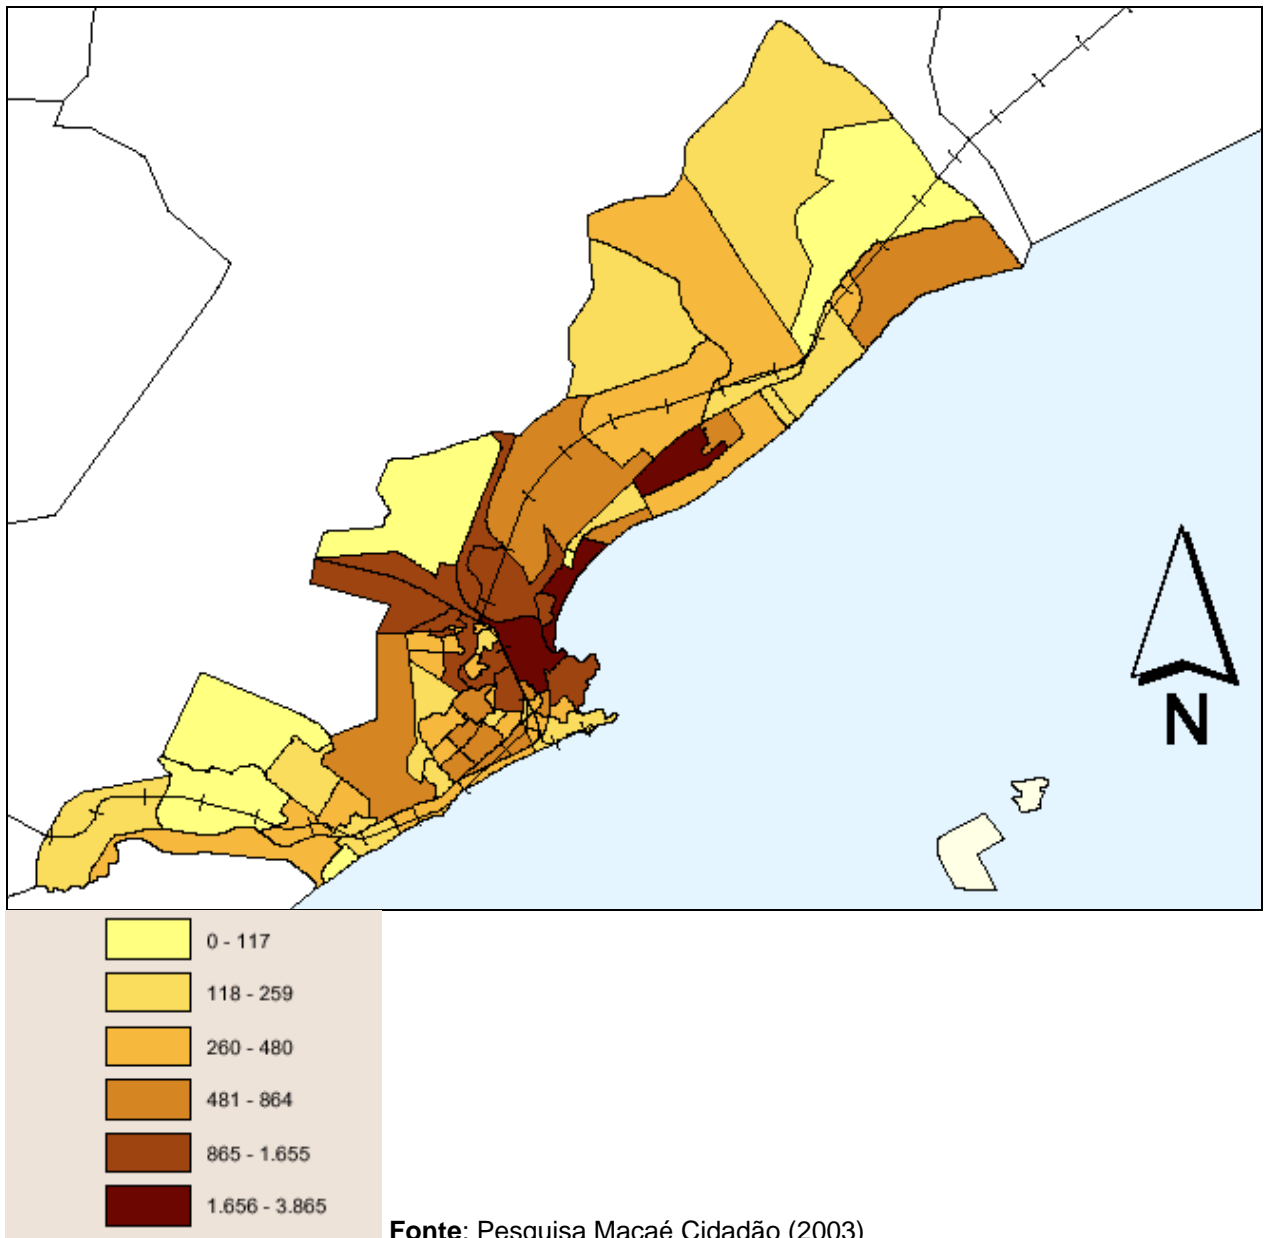 N
0 - 117
118 - 259
260 - 480
481 - 864
865 - 1.655
1.656 - 3.865
Fonte: Pesquisa Macaé Cidadão (2003)